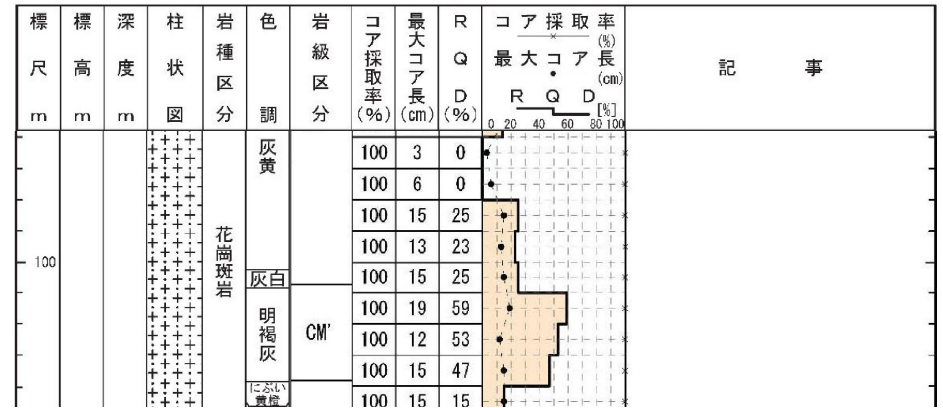 標尺m 標高m 深度m 柱状図 岩種区分 色調 岩級区分 コア採取率(%) 最大コア長(cm) RQD(%) コア採取率(%) 最大コア長(cm) RQD[%] 記事
0 20 40 60 80 100
灰黄 100 3 0
100 6 0
100 15 25
花崗斑岩 100 13 23
100 灰白 100 15 25
明褐灰 CM' 100 19 59
100 12 53
100 15 47
にぶい黄橙 100 15 15